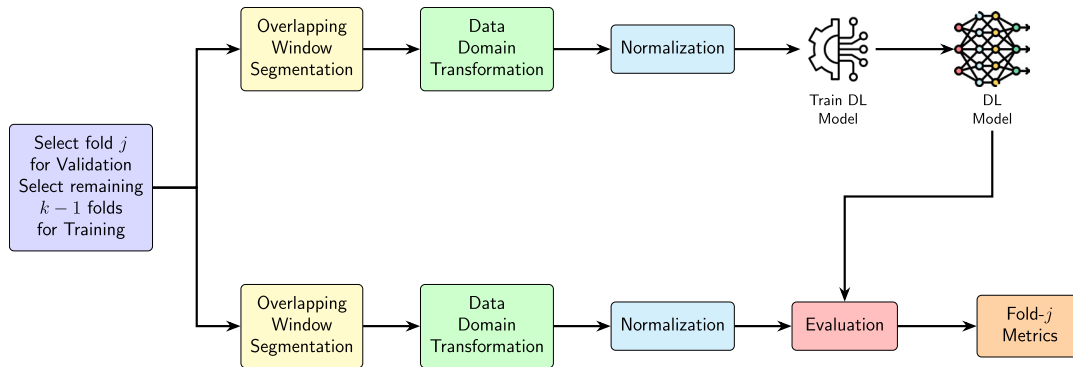 Overlapping
Window
Segmentation
Data
Domain
Transformation
Normalization
Train DL
Model
DL
Model
Select fold j
for Validation
Select remaining
k − 1 folds
for Training
Overlapping
Window
Segmentation
Data
Domain
Transformation
Normalization
Evaluation
Fold-j
Metrics